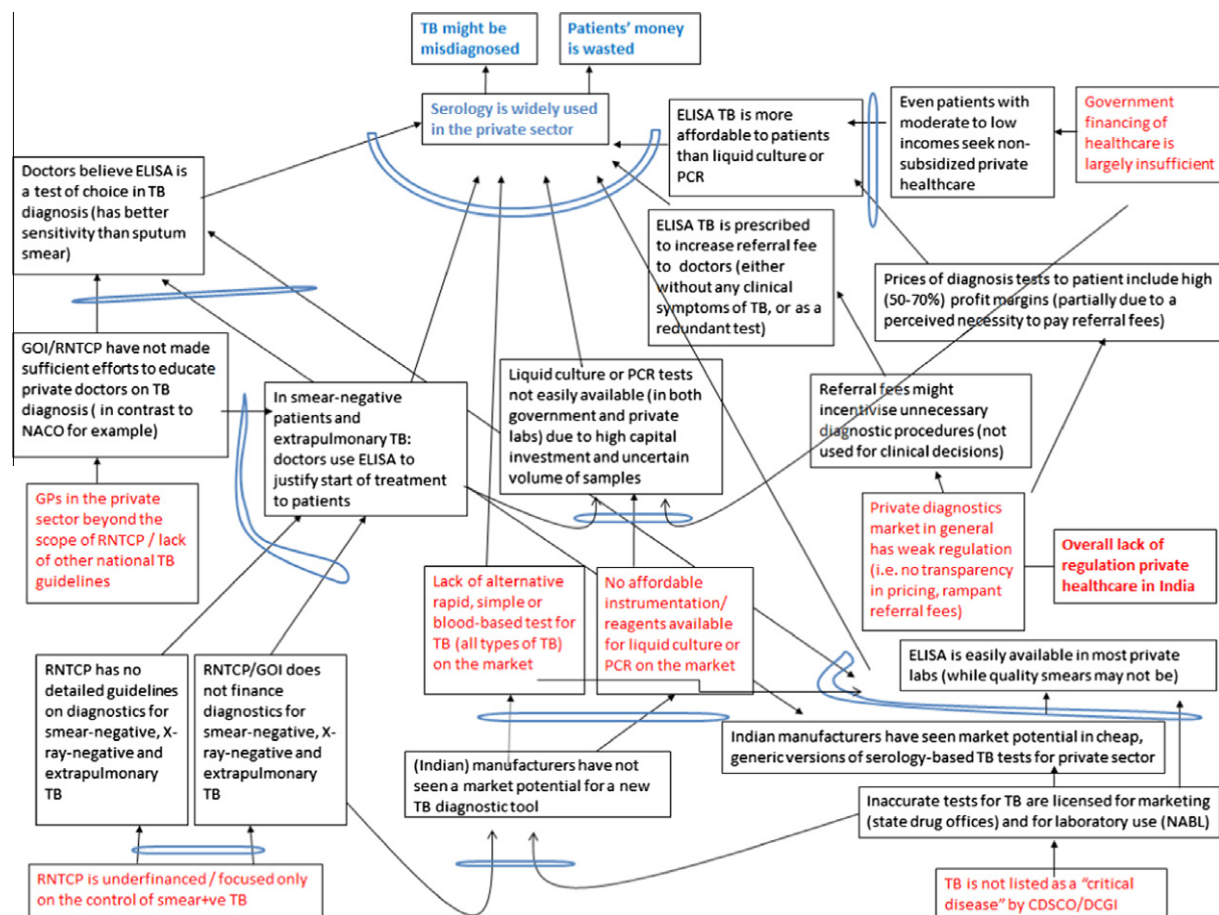 TB might be
misdiagnosed
Patients' money
is wasted
Serology is widely used
in the private sector
ELISA TB is more
affordable to patients
than liquid culture or
PCR
Even patients with
moderate to low
incomes seek non-
subsidized private
healthcare
Government
financing of
healthcare is
largely insufficient
Doctors believe ELISA is
a test of choice in TB
diagnosis (has better
sensitivity than sputum
smear)
ELISA TB is prescribed
to increase referral fee
to doctors (either
without any clinical
symptoms of TB, or as a
redundant test)
Prices of diagnosis tests to patient include high
(50-70%) profit margins (partially due to a
perceived necessity to pay referral fees)
GOI/RNTCP have not made
sufficient efforts to educate
private doctors on TB
diagnosis ( in contrast to
NACO for example)
In smear-negative
patients and
extrapulmonary TB:
doctors use ELISA to
justify start of treatment
to patients
Liquid culture or PCR tests
not easily available (in both
government and private
labs) due to high capital
investment and uncertain
volume of samples
Referral fees might
incentivise unnecessary
diagnostic procedures (not
used for clinical decisions)
GPs in the private
sector beyond the
scope of RNTCP / lack
of other national TB
guidelines
Lack of alternative
rapid, simple or
blood-based test for
TB (all types of TB)
on the market
No affordable
instrumentation/
reagents available
for liquid culture or
PCR on the market
Private diagnostics
market in general
has weak regulation
(i.e. no transparency
in pricing, rampant
referral fees)
Overall lack of
regulation private
healthcare in India
RNTCP has no
detailed guidelines
on diagnostics for
smear-negative, X-
ray-negative and
extrapulmonary
TB
RNTCP/GOI does
not finance
diagnostics for
smear-negative, X-
ray-negative and
extrapulmonary
TB
ELISA is easily available in most private
labs (while quality smears may not be)
(Indian) manufacturers have not
seen a market potential for a new
TB diagnostic tool
Indian manufacturers have seen market potential in cheap,
generic versions of serology-based TB tests for private sector
Inaccurate tests for TB are licensed for marketing
(state drug offices) and for laboratory use (NABL)
RNTCP is underfinanced / focused only
on the control of smear+ve TB
TB is not listed as a "critical
disease" by CDSCO/DCGI